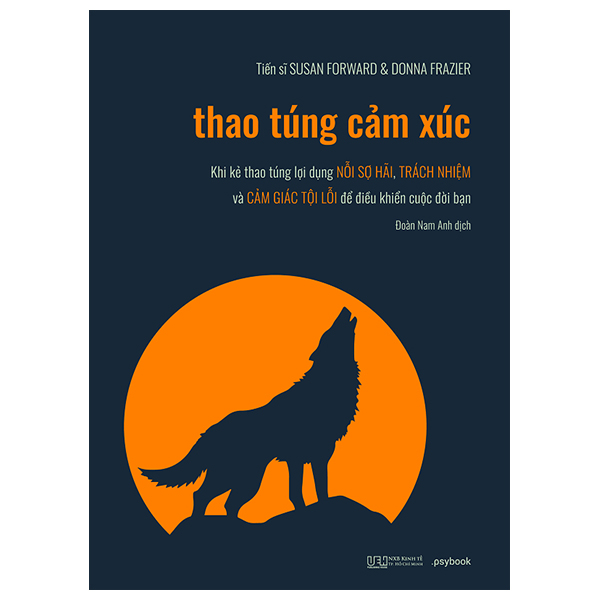 Tiến sĩ SUSAN FORWARD & DONNA FRAZIER
thao túng cảm xúc
Khi kẻ thao túng lợi dụng NỖI SỢ HÃI, TRÁCH NHIỆM
và CẢM GIÁC TỘI LỖI để điều khiển cuộc đời bạn
Đoàn Nam Anh dịch
UEH NXB KINH TẾ
TP. HỒ CHÍ MINH
.psybook